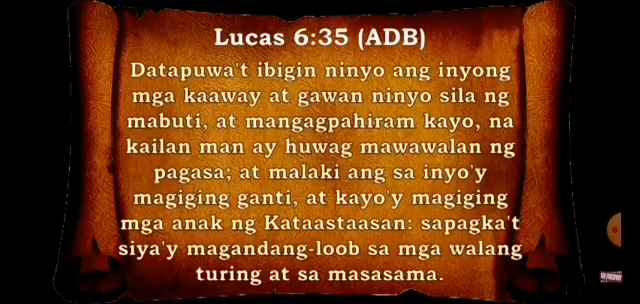 Lucas 6:35 (ADB)
Datapuwa't ibigin ninyo ang inyong
mga kaaway at gawan ninyo sila ng
mabuti, at mangagpahiram kayo, na
kailan man ay huwag mawawalan ng
pagasa; at malaki ang sa inyo'y
magiging ganti, at kayo'y magiging
mga anak ng Kataastaasan: sapagka't
siya'y magandang-loob sa mga walang
turing at sa masasama.